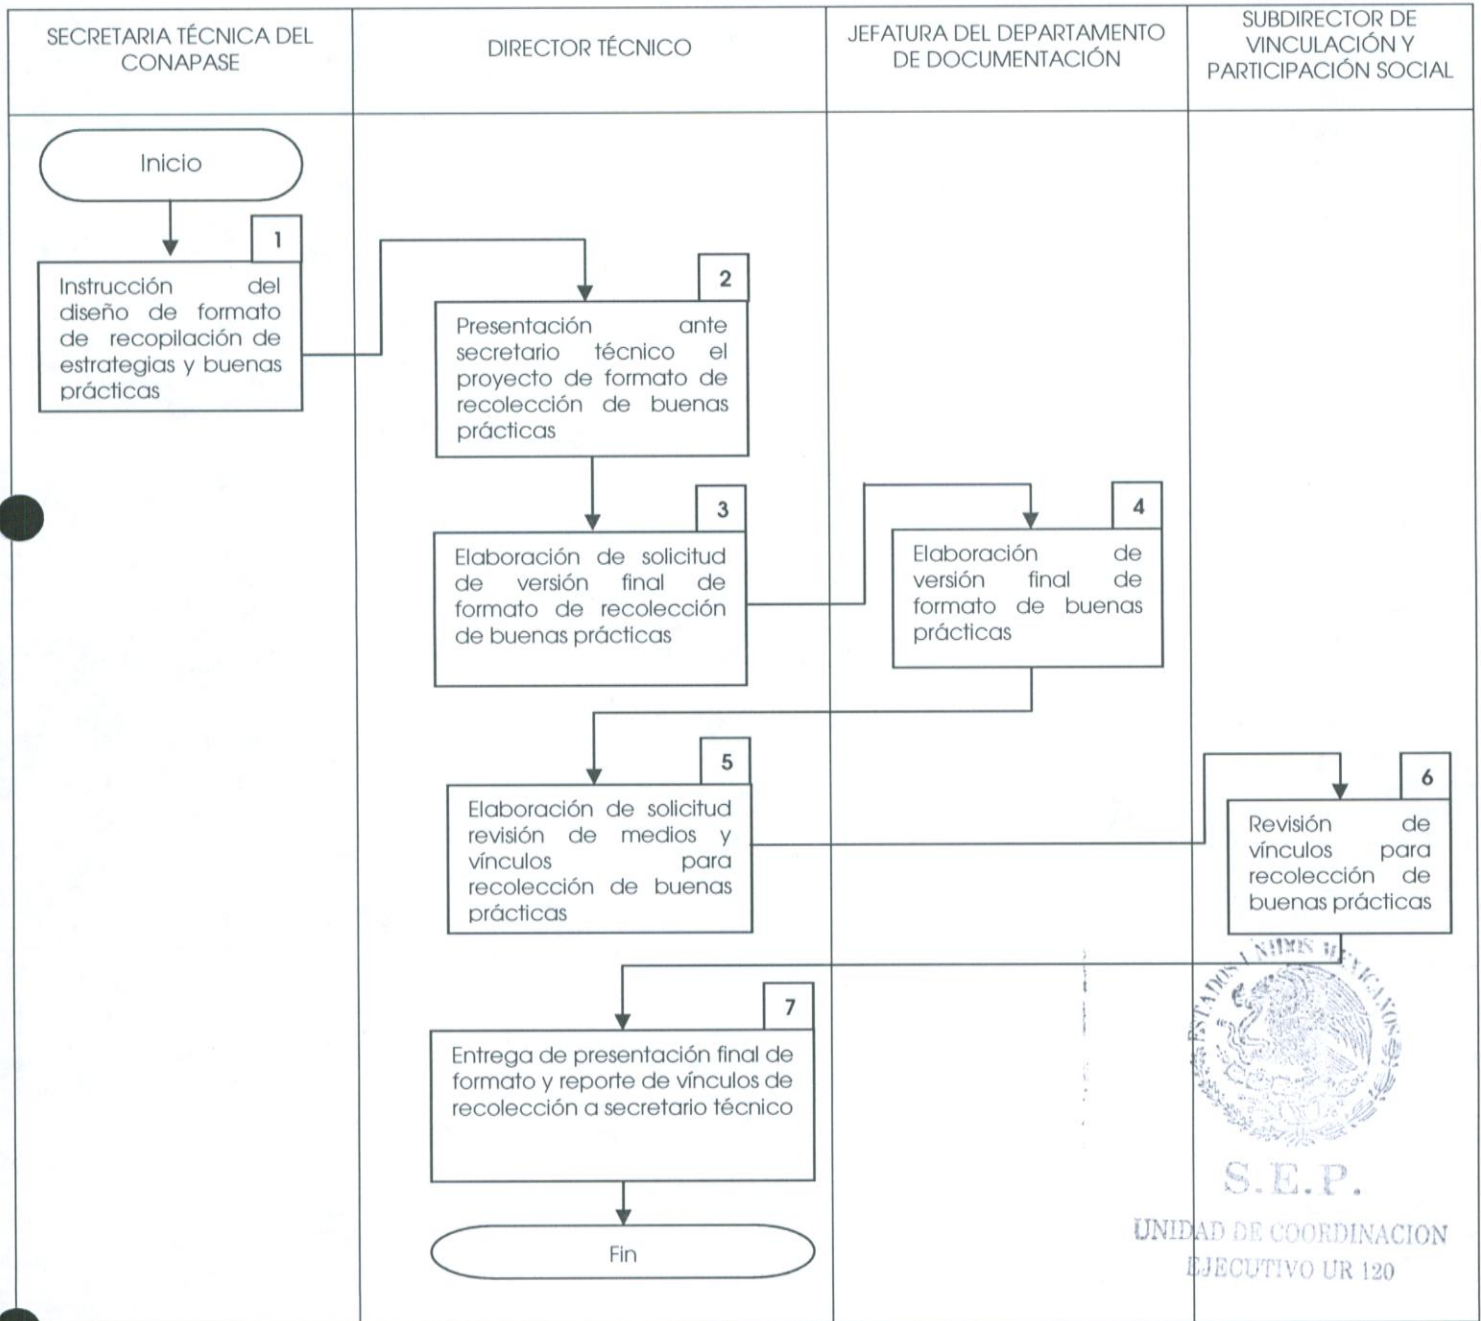 SECRETARIA TÉCNICA DEL
CONAPASE
DIRECTOR TÉCNICO
JEFATURA DEL DEPARTAMENTO
DE DOCUMENTACIÓN
SUBDIRECTOR DE
VINCULACIÓN Y
PARTICIPACIÓN SOCIAL
Inicio
1
Instrucción del
diseño de formato
de recopilación de
estrategias y buenas
prácticas
2
Presentación ante
secretario técnico el
proyecto de formato de
recolección de buenas
prácticas
3
Elaboración de solicitud
de versión final de
formato de recolección
de buenas prácticas
4
Elaboración de
versión final de
formato de buenas
prácticas
5
Elaboración de solicitud
revisión de medios y
vínculos para
recolección de buenas
prácticas
6
Revisión de
vínculos para
recolección de
buenas prácticas
7
Entrega de presentación final de
formato y reporte de vínculos de
recolección a secretario técnico
Fin
ESTADOS UNIDOS MEXICANOS
S.E.P.
UNIDAD DE COORDINACION
EJECUTIVO UR 120